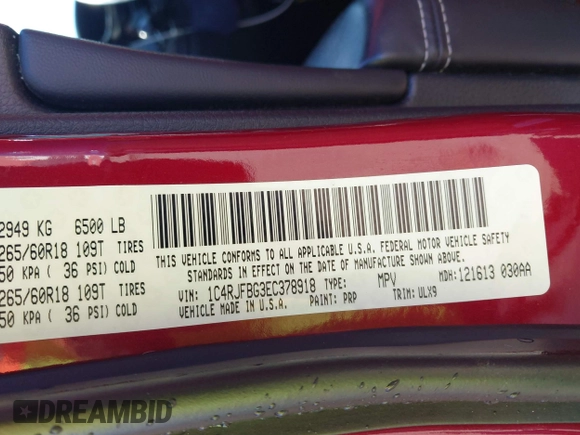 2949 KG 6500 LB
265/60R18 109T TIRES
50 KPA ( 36 PSI) COLD
265/60R18 109T TIRES
50 KPA ( 36 PSI) COLD
THIS VEHICLE CONFORMS TO ALL APPLICABLE U.S.A. FEDERAL MOTOR VEHICLE SAFETY
STANDARDS IN EFFECT ON THE DATE OF MANUFACTURE SHOWN ABOVE.
VIN: 1C4RJFBG3EC378918 TYPE: MPV MDH: 121613 030AA
VEHICLE MADE IN U.S.A. PAINT: PRP TRIM: ULX9
DREAMBID